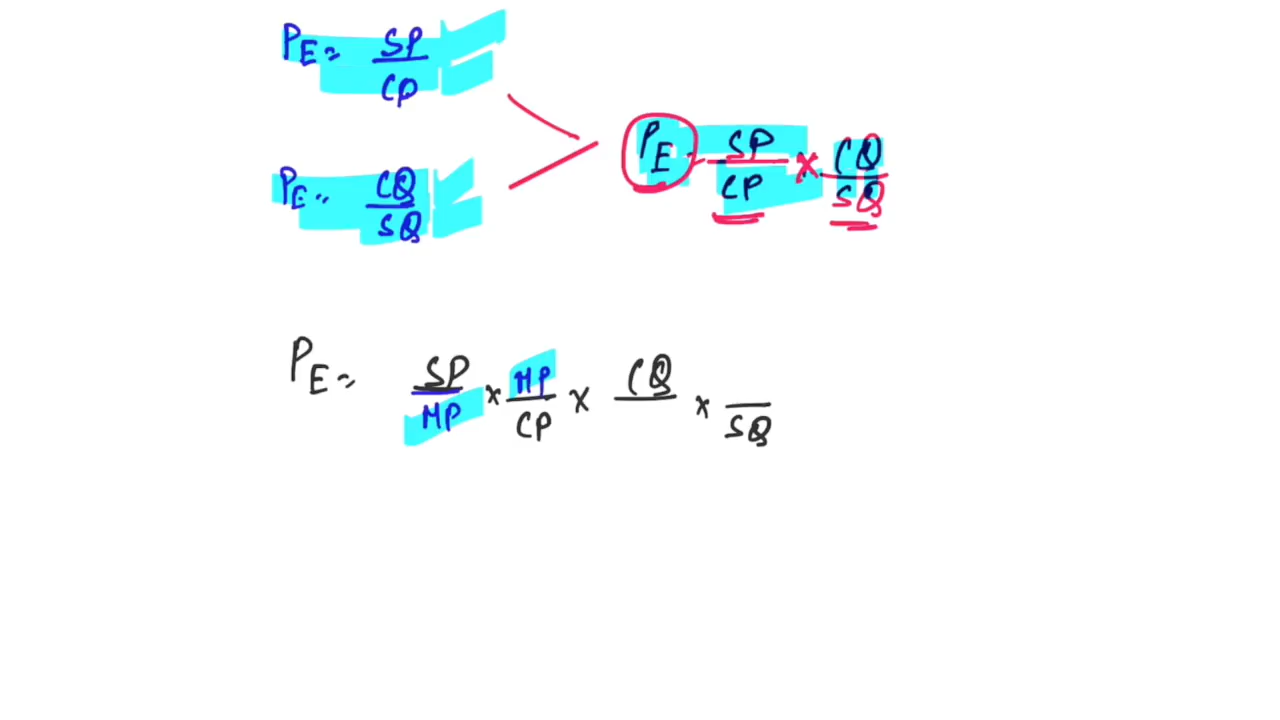 PE = SP/CP
PE = CQ/SQ
PE = SP/CP × CQ/SQ
PE = SP/MP × MP/CP × CQ/ × /SQ